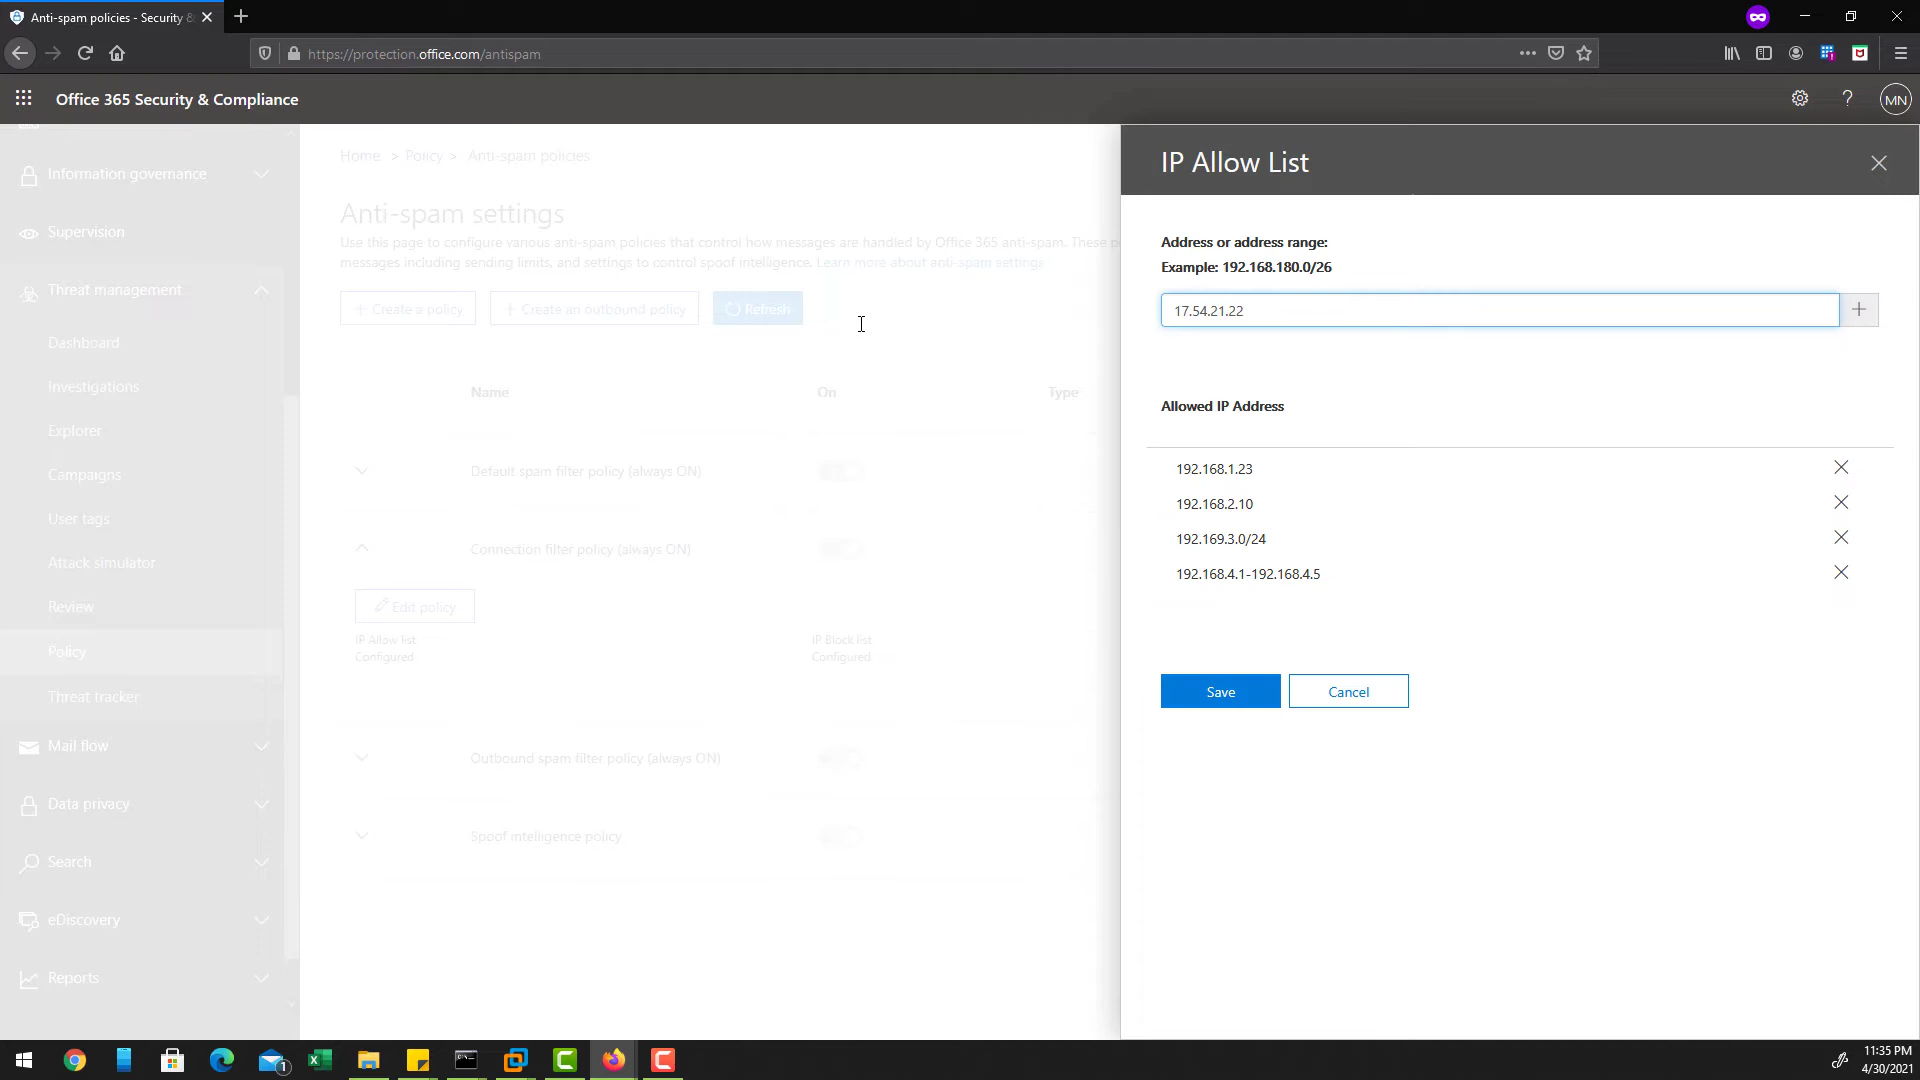 Anti-spam policies - Security &
https://protection.office.com/antispam
Office 365 Security & Compliance
MN
Information governance
Supervision
Threat management
Dashboard
Investigations
Explorer
Campaigns
User tags
Attack simulator
Review
Policy
Threat tracker
Mail flow
Data privacy
Search
eDiscovery
Reports
Home > Policy > Anti-spam policies
Anti-spam settings
Use this page to configure various anti-spam policies that control how messages are handled by Office 365 anti-spam. These p
messages including sending limits, and settings to control spoof intelligence. Learn more about anti-spam settings
Create a policy
Create an outbound policy
Refresh
Name On Type
Default spam filter policy (always ON)
Connection filter policy (always ON)
Edit policy
IP Allow list
Configured
IP Block list
Configured
Outbound spam filter policy (always ON)
Spoof intelligence policy
IP Allow List
Address or address range:
Example: 192.168.180.0/26
17.54.21.22
Allowed IP Address
192.168.1.23
192.168.2.10
192.169.3.0/24
192.168.4.1-192.168.4.5
Save
Cancel
1
11:35 PM
4/30/2021